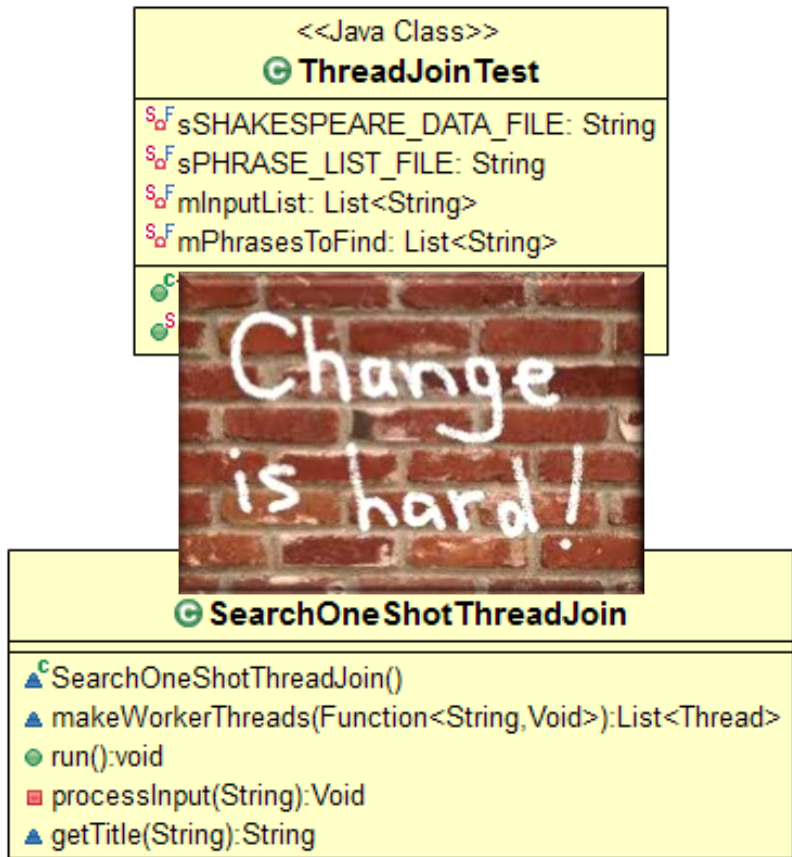 <<Java Class>>
C ThreadJoinTest
S F sSHAKESPEARE_DATA_FILE: String
S F sPHRASE_LIST_FILE: String
S F mInputList: List<String>
S F mPhrasesToFind: List<String>
C
S
Change
is hard!
C SearchOneShotThreadJoin
C SearchOneShotThreadJoin()
makeWorkerThreads(Function<String,Void>):List<Thread>
run():void
processInput(String):Void
getTitle(String):String